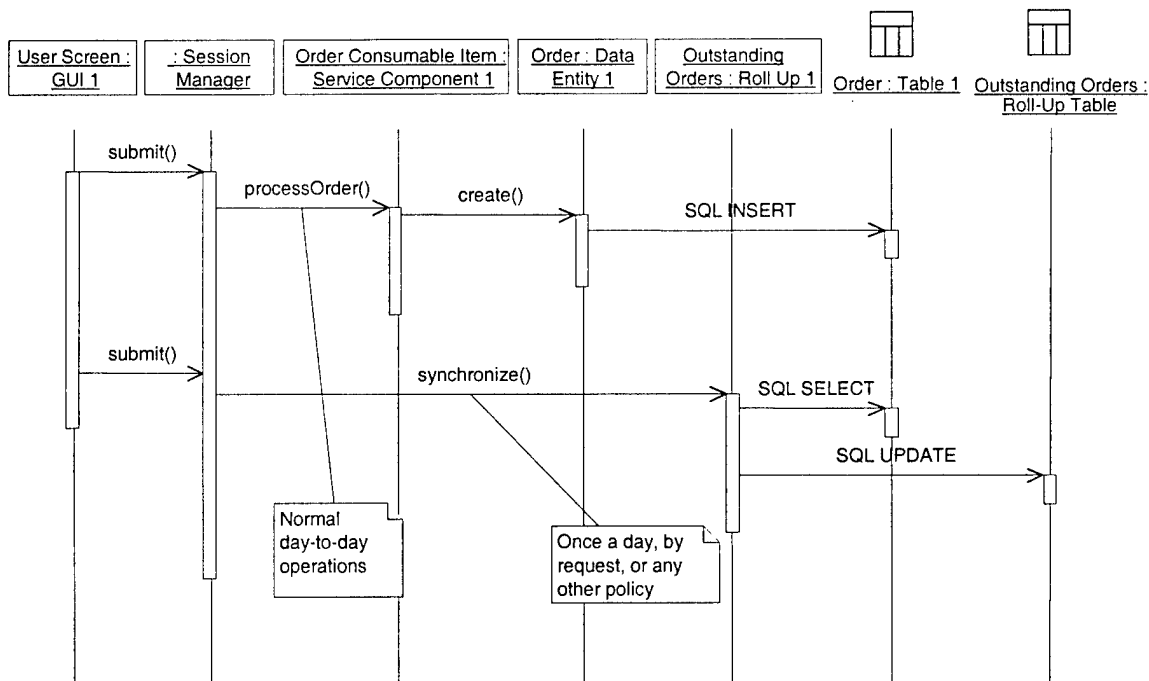 User Screen :
GUI 1
: Session
Manager
Order Consumable Item :
Service Component 1
Order : Data
Entity 1
Outstanding
Orders : Roll Up 1
Order : Table 1
Outstanding Orders :
Roll-Up Table
submit()
processOrder()
create()
SQL INSERT
submit()
synchronize()
SQL SELECT
SQL UPDATE
Normal
day-to-day
operations
Once a day, by
request, or any
other policy